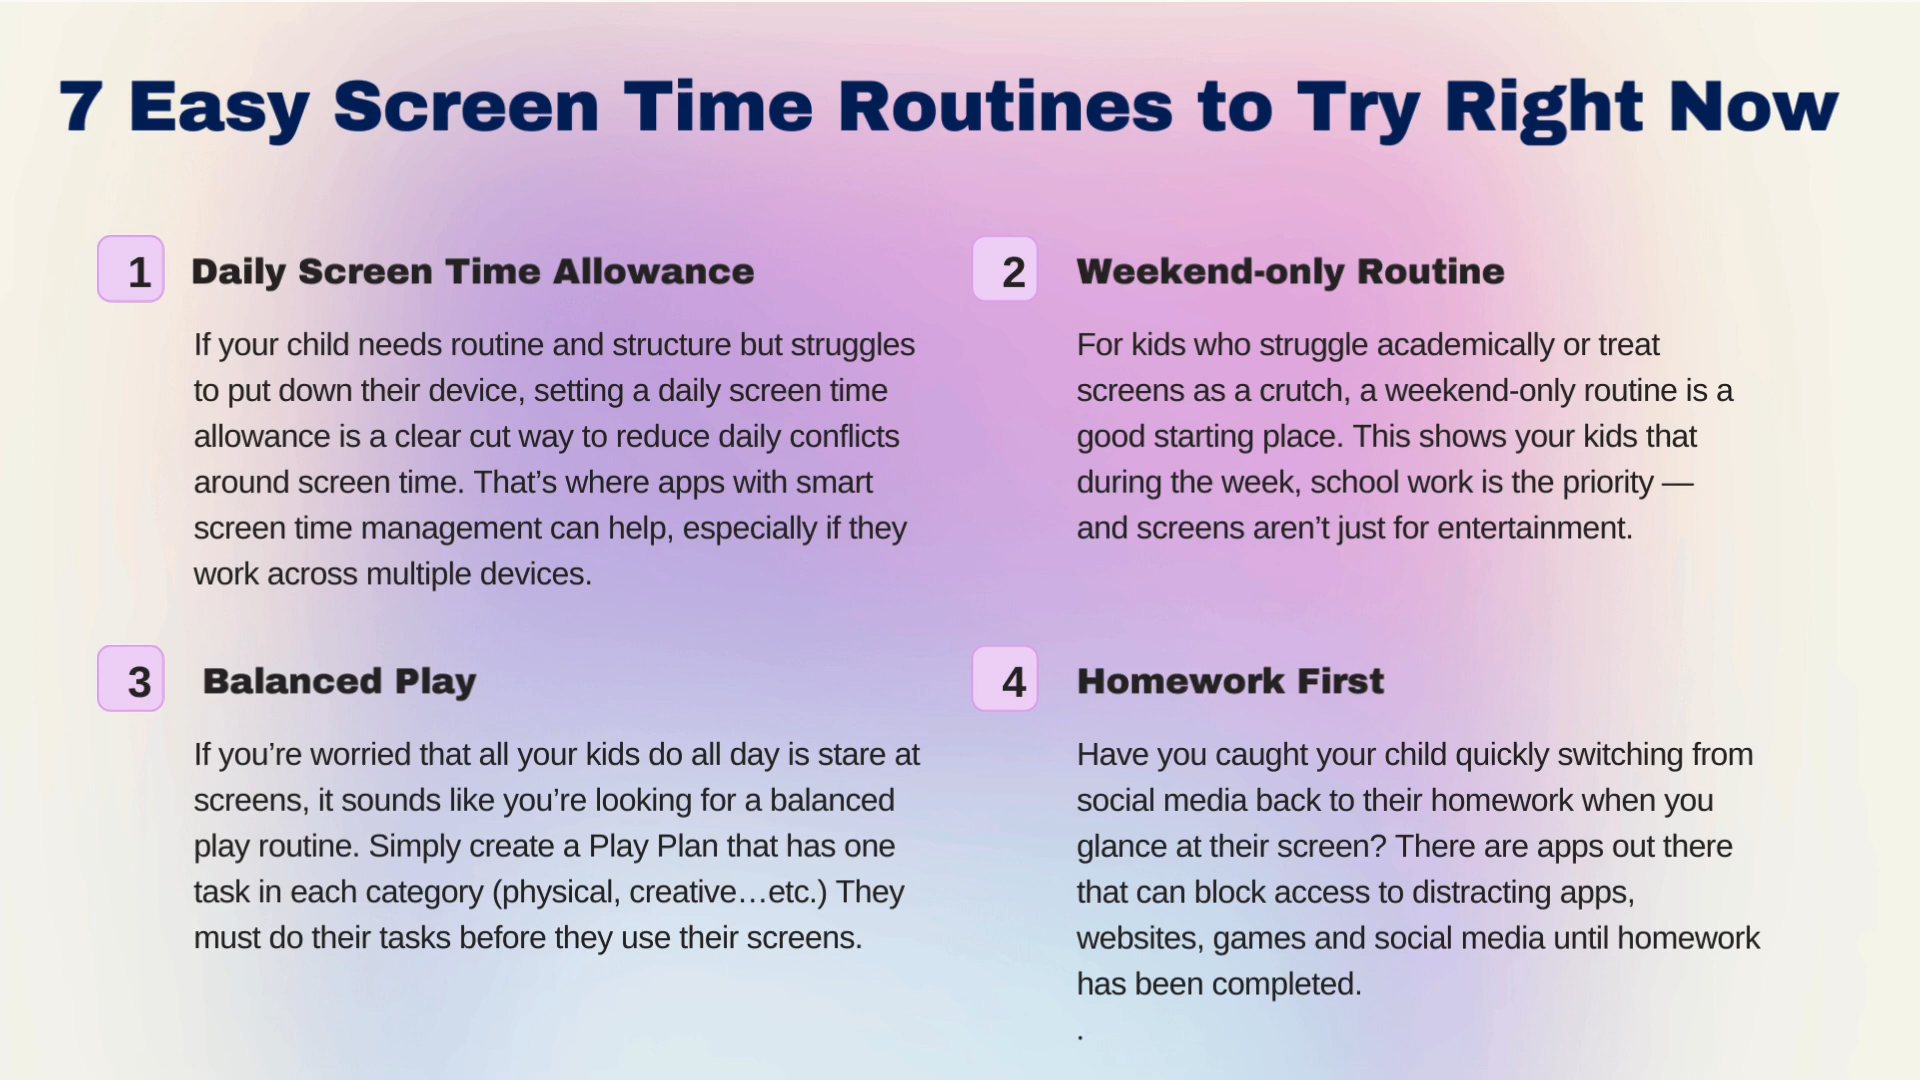 7 Easy Screen Time Routines to Try Right Now
1
Daily Screen Time Allowance
If your child needs routine and structure but struggles
to put down their device, setting a daily screen time
allowance is a clear cut way to reduce daily conflicts
around screen time. That’s where apps with smart
screen time management can help, especially if they
work across multiple devices.
2
Weekend-only Routine
For kids who struggle academically or treat
screens as a crutch, a weekend-only routine is a
good starting place. This shows your kids that
during the week, school work is the priority —
and screens aren’t just for entertainment.
3
Balanced Play
If you’re worried that all your kids do all day is stare at
screens, it sounds like you’re looking for a balanced
play routine. Simply create a Play Plan that has one
task in each category (physical, creative…etc.) They
must do their tasks before they use their screens.
4
Homework First
Have you caught your child quickly switching from
social media back to their homework when you
glance at their screen? There are apps out there
that can block access to distracting apps,
websites, games and social media until homework
has been completed.
.